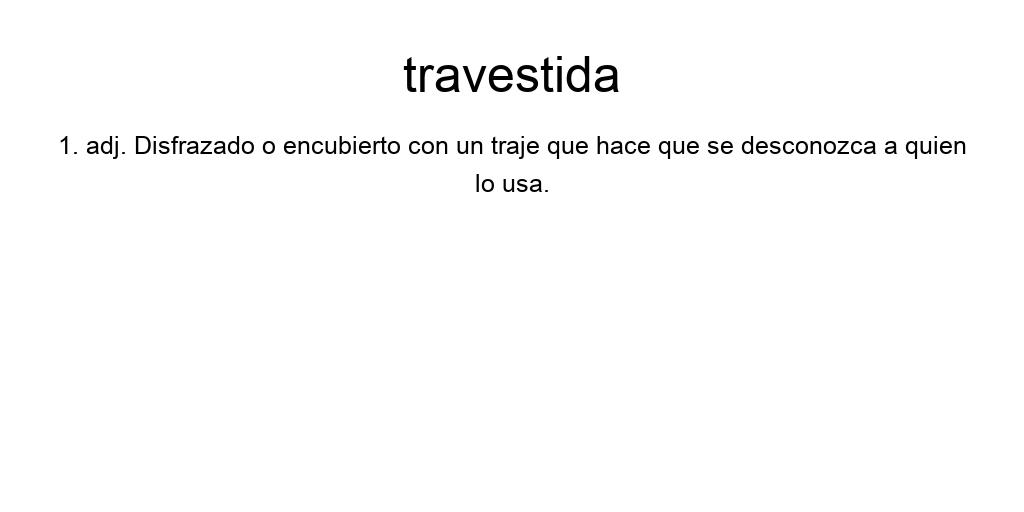 travestida
1. adj. Disfrazado o encubierto con un traje que hace que se desconozca a quien
lo usa.